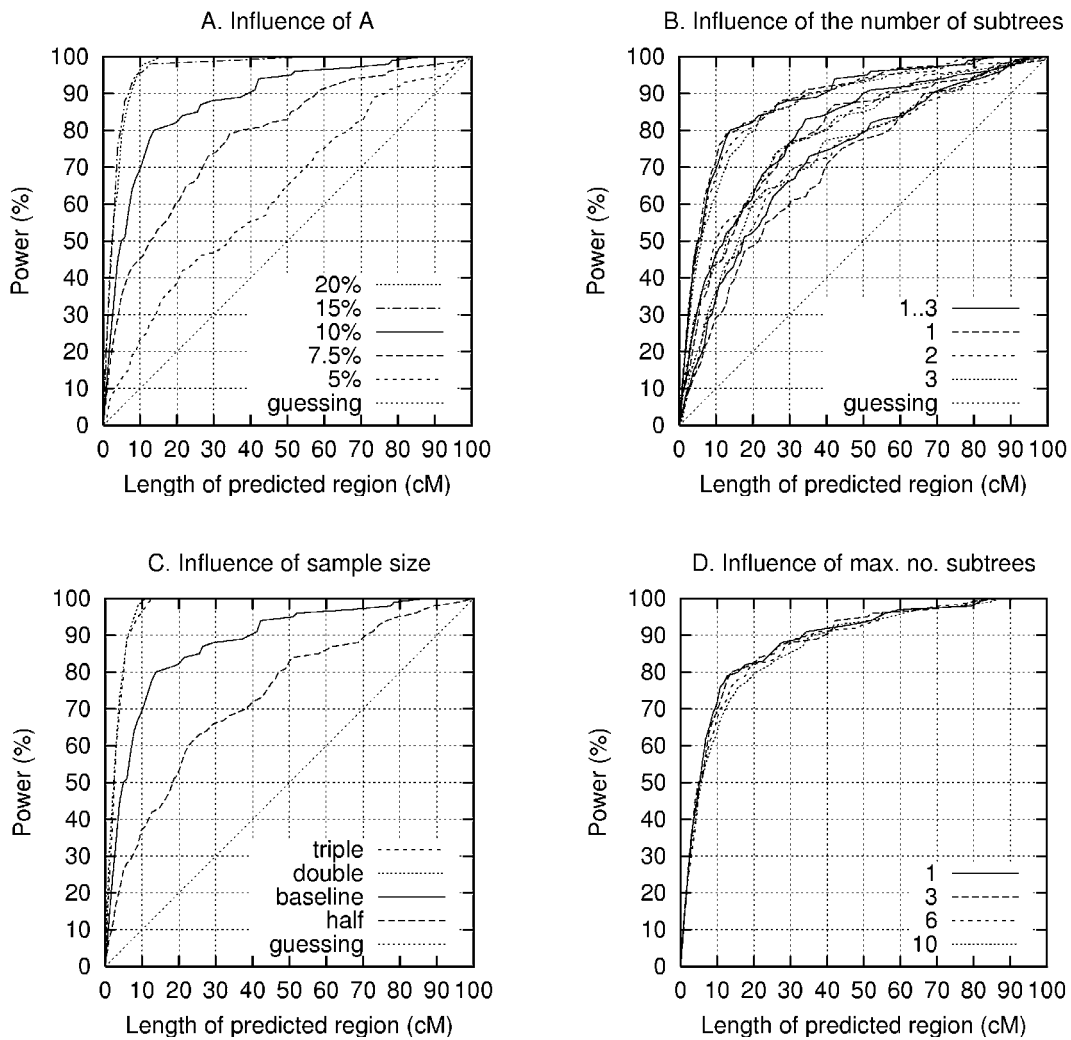 A. Influence of A
100
90
80
70
60
50
40
30
20
10
0
Power (%)
20%
15%
10%
7.5%
5%
guessing
0 10 20 30 40 50 60 70 80 90 100
Length of predicted region (cM)
B. Influence of the number of subtrees
100
90
80
70
60
50
40
30
20
10
0
Power (%)
1..3
1
2
3
guessing
0 10 20 30 40 50 60 70 80 90 100
Length of predicted region (cM)
C. Influence of sample size
100
90
80
70
60
50
40
30
20
10
0
Power (%)
triple
double
baseline
half
guessing
0 10 20 30 40 50 60 70 80 90 100
Length of predicted region (cM)
D. Influence of max. no. subtrees
100
90
80
70
60
50
40
30
20
10
0
Power (%)
1
3
6
10
0 10 20 30 40 50 60 70 80 90 100
Length of predicted region (cM)